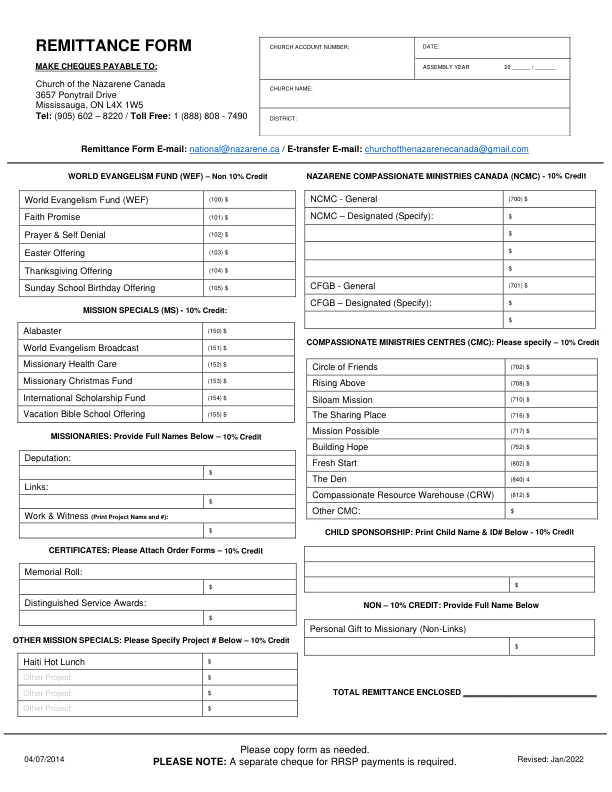 REMITTANCE FORM
MAKE CHEQUES PAYABLE TO:
Church of the Nazarene Canada
3657 Ponytrail Drive
Mississauga, ON L4X 1W5
Tel: (905) 602 – 8220 / Toll Free: 1 (888) 808 - 7490
CHURCH ACCOUNT NUMBER:
DATE:
ASSEMBLY YEAR 20 ______ / _______
CHURCH NAME:
DISTRICT:
Remittance Form E-mail: national@nazarene.ca / E-transfer E-mail: churchofthenazarenecanada@gmail.com
WORLD EVANGELISM FUND (WEF) – Non 10% Credit
World Evangelism Fund (WEF) (100) $
Faith Promise (101) $
Prayer & Self Denial (102) $
Easter Offering (103) $
Thanksgiving Offering (104) $
Sunday School Birthday Offering (105) $
MISSION SPECIALS (MS) - 10% Credit:
Alabaster (150) $
World Evangelism Broadcast (151) $
Missionary Health Care (152) $
Missionary Christmas Fund (153) $
International Scholarship Fund (154) $
Vacation Bible School Offering (155) $
MISSIONARIES: Provide Full Names Below – 10% Credit
Deputation:
$
Links:
$
Work & Witness (Print Project Name and #):
$
CERTIFICATES: Please Attach Order Forms – 10% Credit
Memorial Roll:
$
Distinguished Service Awards:
$
OTHER MISSION SPECIALS: Please Specify Project # Below – 10% Credit
Haiti Hot Lunch $
Other Project: $
Other Project: $
Other Project: $
NAZARENE COMPASSIONATE MINISTRIES CANADA (NCMC) - 10% Credit
NCMC - General (700) $
NCMC – Designated (Specify): $
$
$
$
CFGB - General (701) $
CFGB – Designated (Specify): $
$
COMPASSIONATE MINISTRIES CENTRES (CMC): Please specify – 10% Credit
Circle of Friends (702) $
Rising Above (708) $
Siloam Mission (710) $
The Sharing Place (716) $
Mission Possible (717) $
Building Hope (752) $
Fresh Start (802) $
The Den (840) 4
Compassionate Resource Warehouse (CRW) (812) $
Other CMC: $
CHILD SPONSORSHIP: Print Child Name & ID# Below - 10% Credit
$
NON – 10% CREDIT: Provide Full Name Below
Personal Gift to Missionary (Non-Links)
$
TOTAL REMITTANCE ENCLOSED ____________________
Please copy form as needed.
04/07/2014
PLEASE NOTE: A separate cheque for RRSP payments is required.
Revised: Jan/2022